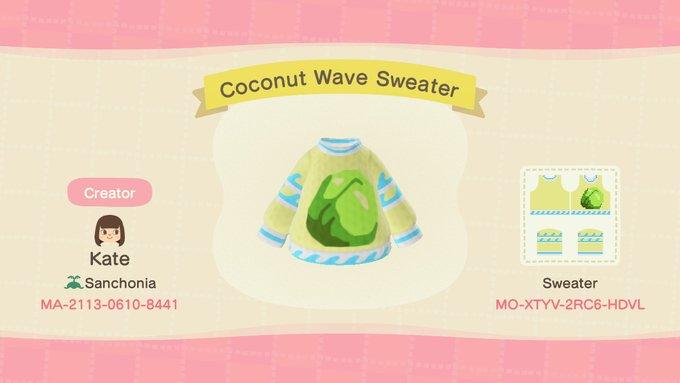 Coconut Wave Sweater
Creator
Kate
Sanchonia
MA-2113-0610-8441
Sweater
MO-XTYV-2RC6-HDVL